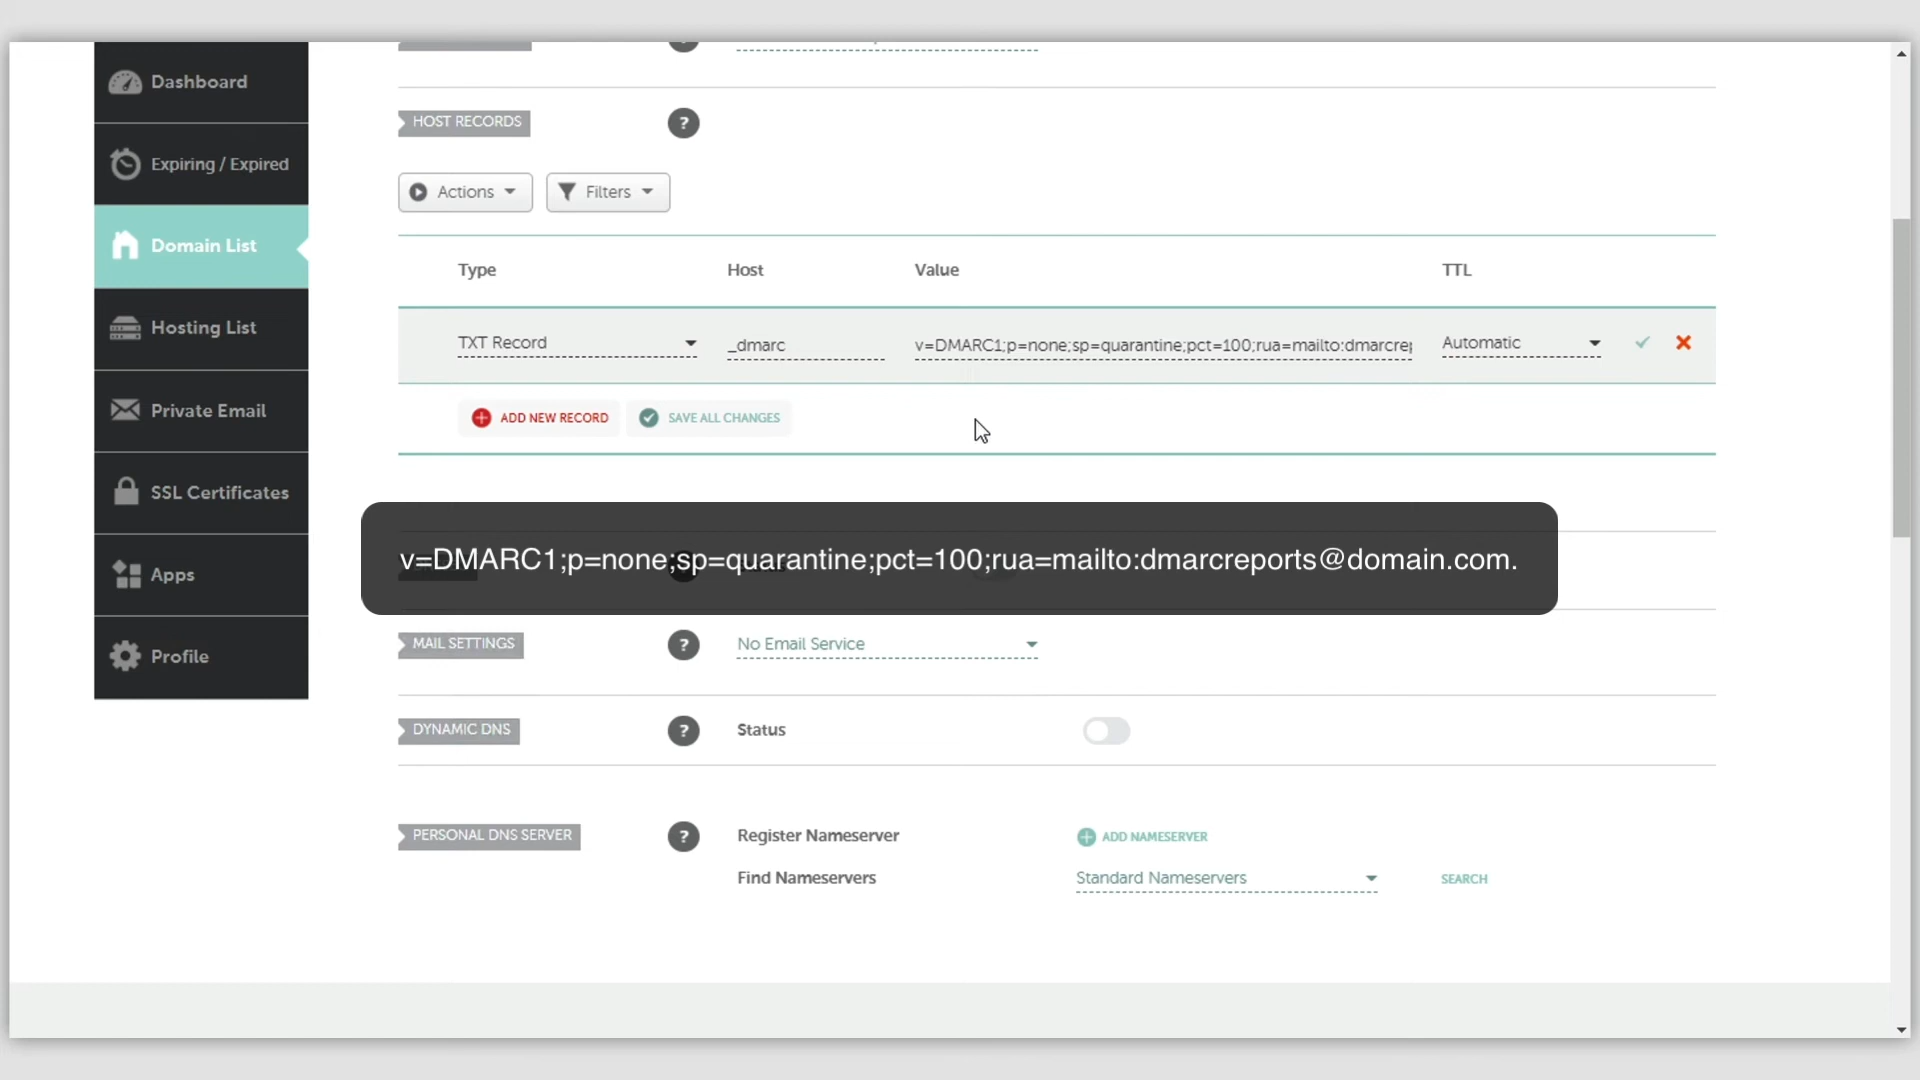 Dashboard
Expiring / Expired
Domain List
Hosting List
Private Email
SSL Certificates
Apps
Profile
HOST RECORDS ?
Actions Filters
Type Host Value TTL
TXT Record _dmarc v=DMARC1;p=none;sp=quarantine;pct=100;rua=mailto:dmarcrep Automatic
ADD NEW RECORD SAVE ALL CHANGES
v=DMARC1;p=none;sp=quarantine;pct=100;rua=mailto:dmarcreports@domain.com.
MAIL SETTINGS ? No Email Service
DYNAMIC DNS ? Status
PERSONAL DNS SERVER ? Register Nameserver ADD NAMESERVER
Find Nameservers Standard Nameservers SEARCH